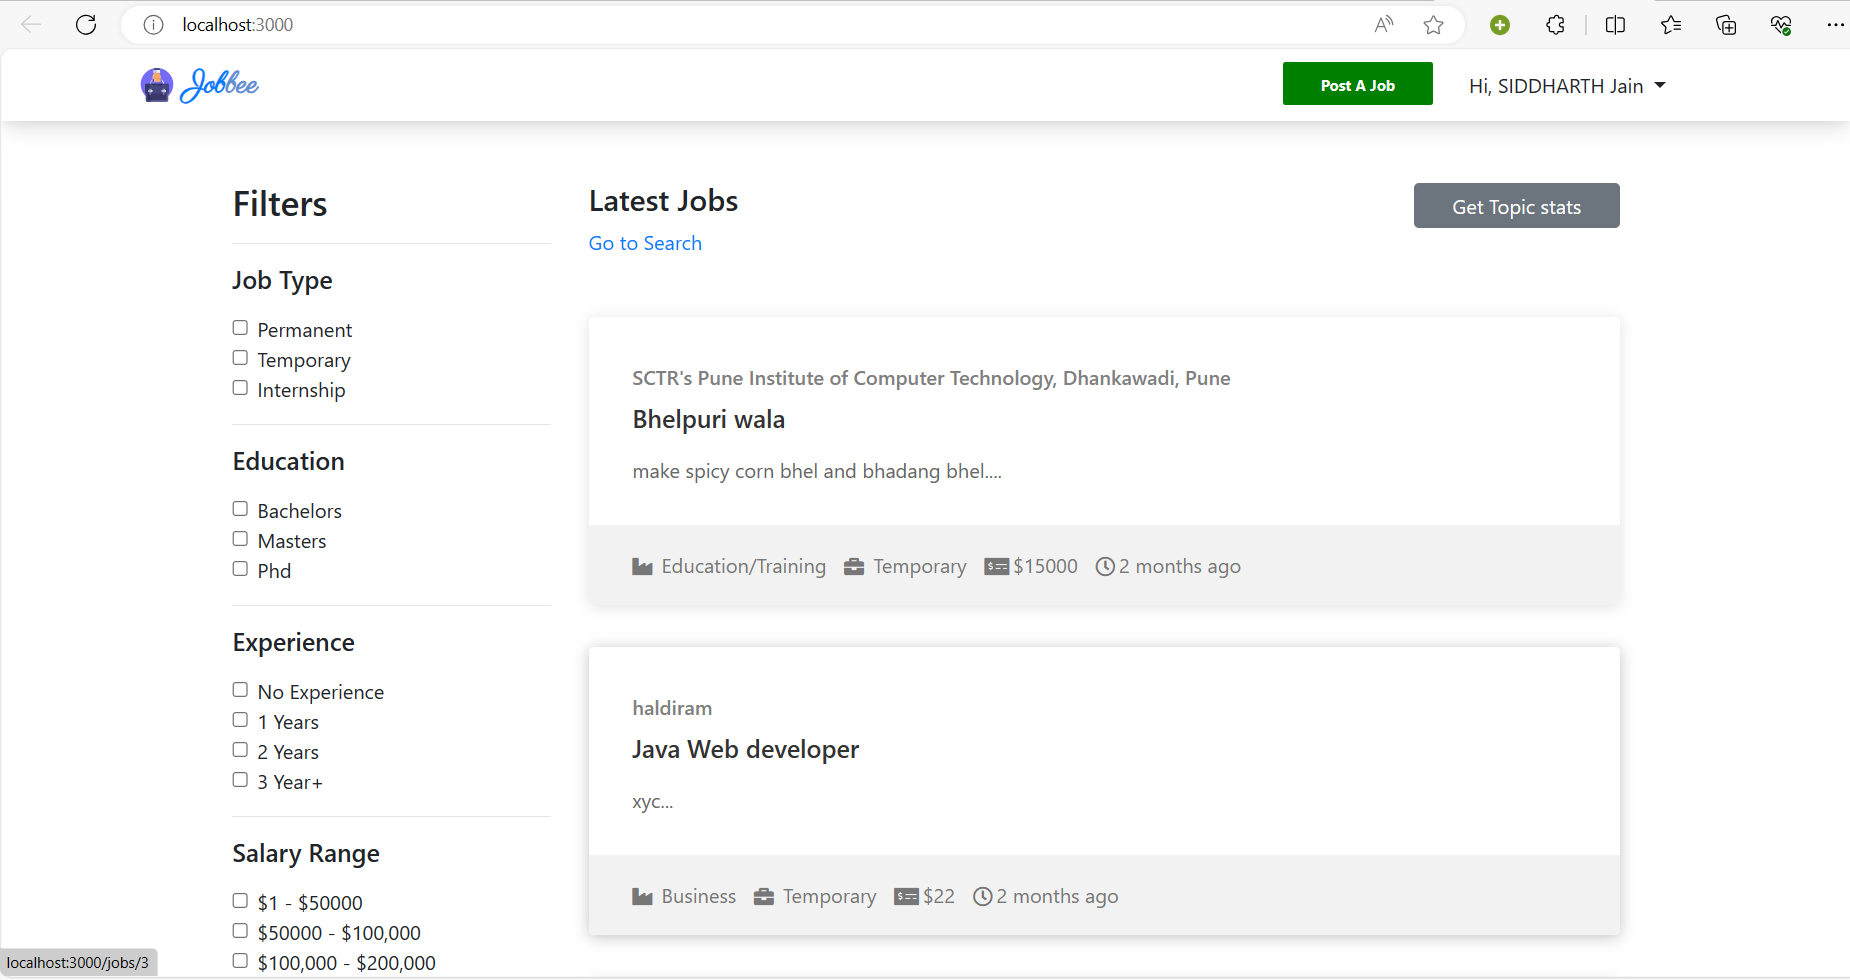 localhost:3000
Jobbee
Post A Job
Hi, SIDDHARTH Jain
Filters
Job Type
Permanent
Temporary
Internship
Education
Bachelors
Masters
Phd
Experience
No Experience
1 Years
2 Years
3 Year+
Salary Range
$1 - $50000
$50000 - $100,000
$100,000 - $200,000
Latest Jobs
Get Topic stats
Go to Search
SCTR's Pune Institute of Computer Technology, Dhankawadi, Pune
Bhelpuri wala
make spicy corn bhel and bhadang bhel....
Education/Training Temporary $15000 2 months ago
haldiram
Java Web developer
xyc...
Business Temporary $22 2 months ago
localhost:3000/jobs/3